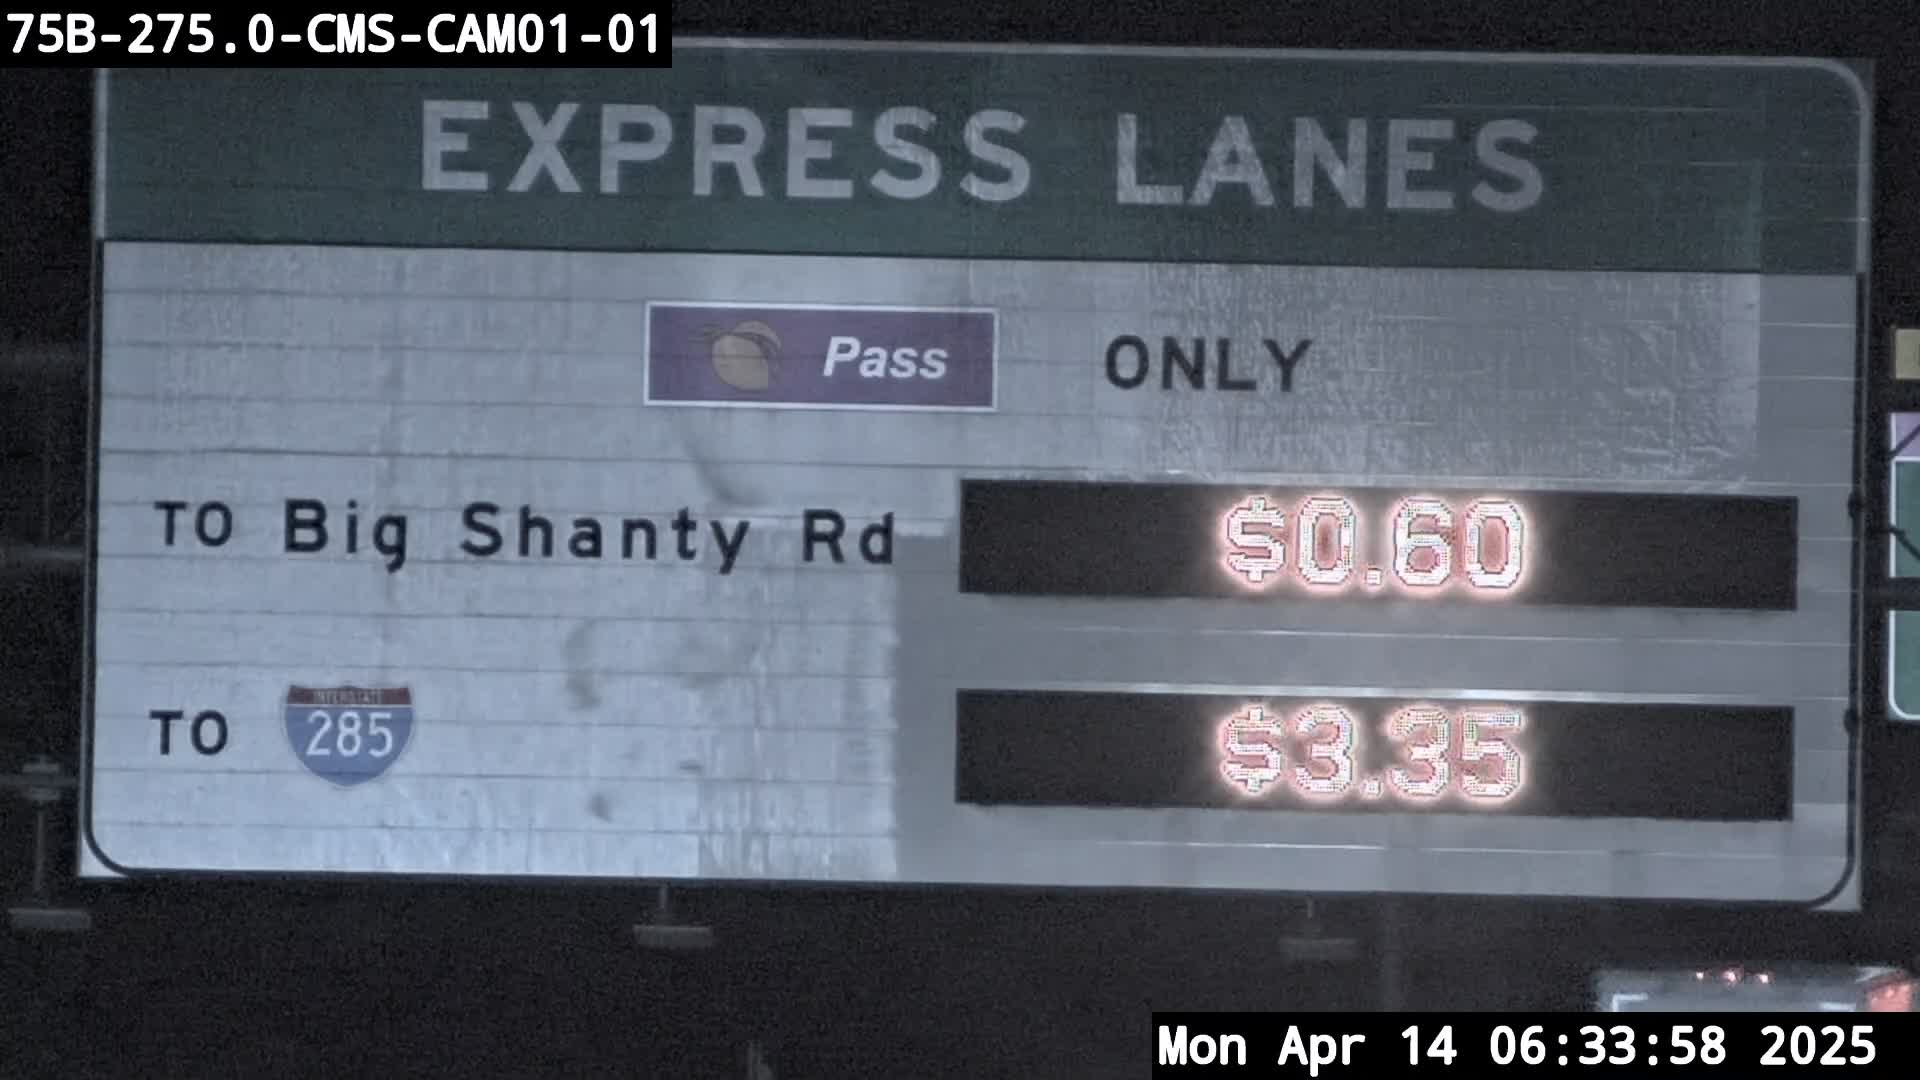 75B-275.0-CMS-CAM01-01
EXPRESS LANES
Pass ONLY
TO Big Shanty Rd $0.60
INTERSTATE
TO 285 $3.35
Mon Apr 14 06:33:58 2025